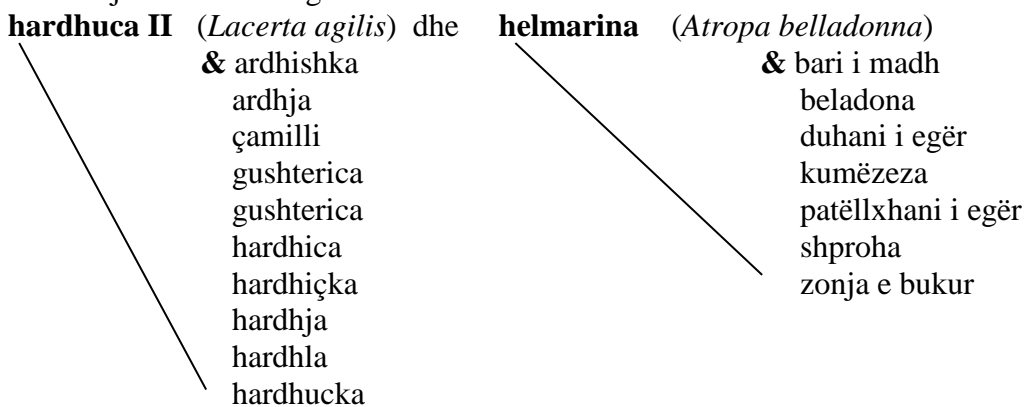 hardhuca II (Lacerta agilis) dhe helmarina (Atropa belladonna)
& ardhishka & bari i madh
ardhja beladona
çamilli duhani i egër
gushterica kumëzeza
gushterica patëllxhani i egër
hardhica shproha
hardhiçka zonja e bukur
hardhja
hardhla
hardhucka